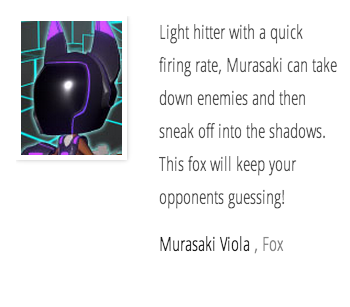 Light hitter with a quick
firing rate, Murasaki can take
down enemies and then
sneak off into the shadows.
This fox will keep your
opponents guessing!
Murasaki Viola , Fox